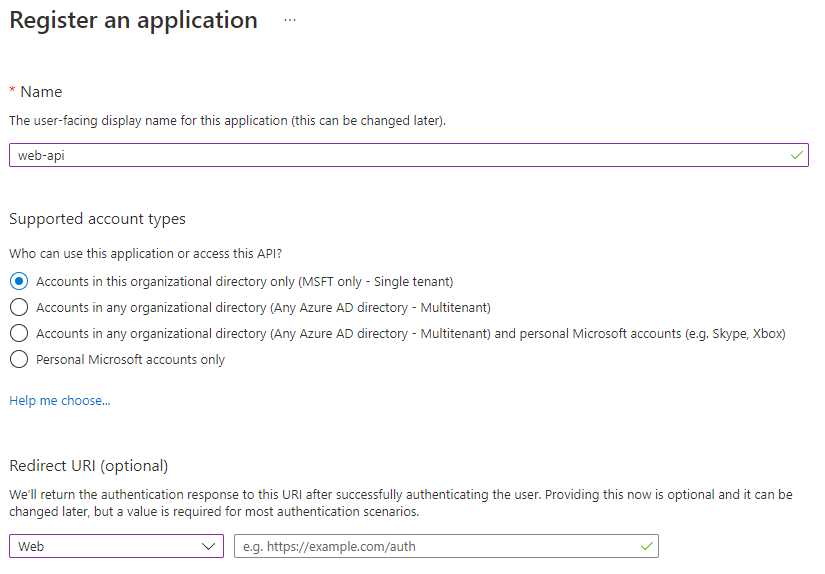 Register an application ...
* Name
The user-facing display name for this application (this can be changed later).
web-api
Supported account types
Who can use this application or access this API?
Accounts in this organizational directory only (MSFT only - Single tenant)
Accounts in any organizational directory (Any Azure AD directory - Multitenant)
Accounts in any organizational directory (Any Azure AD directory - Multitenant) and personal Microsoft accounts (e.g. Skype, Xbox)
Personal Microsoft accounts only
Help me choose...
Redirect URI (optional)
We'll return the authentication response to this URI after successfully authenticating the user. Providing this now is optional and it can be
changed later, but a value is required for most authentication scenarios.
Web e.g. https://example.com/auth